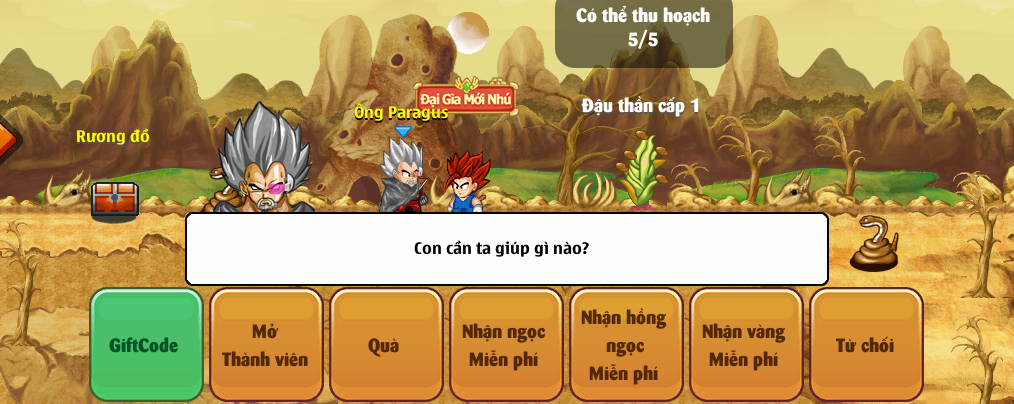 Có thể thu hoạch
5/5
Đại Gia Mới Nhú
Ông Paragus
Đậu thần cấp 1
Rương đồ
Con cần ta giúp gì nào?
GiftCode
Mở
Thành viên
Quà
Nhận ngọc
Miễn phí
Nhận hồng
ngọc
Miễn phí
Nhận vàng
Miễn phí
Từ chối